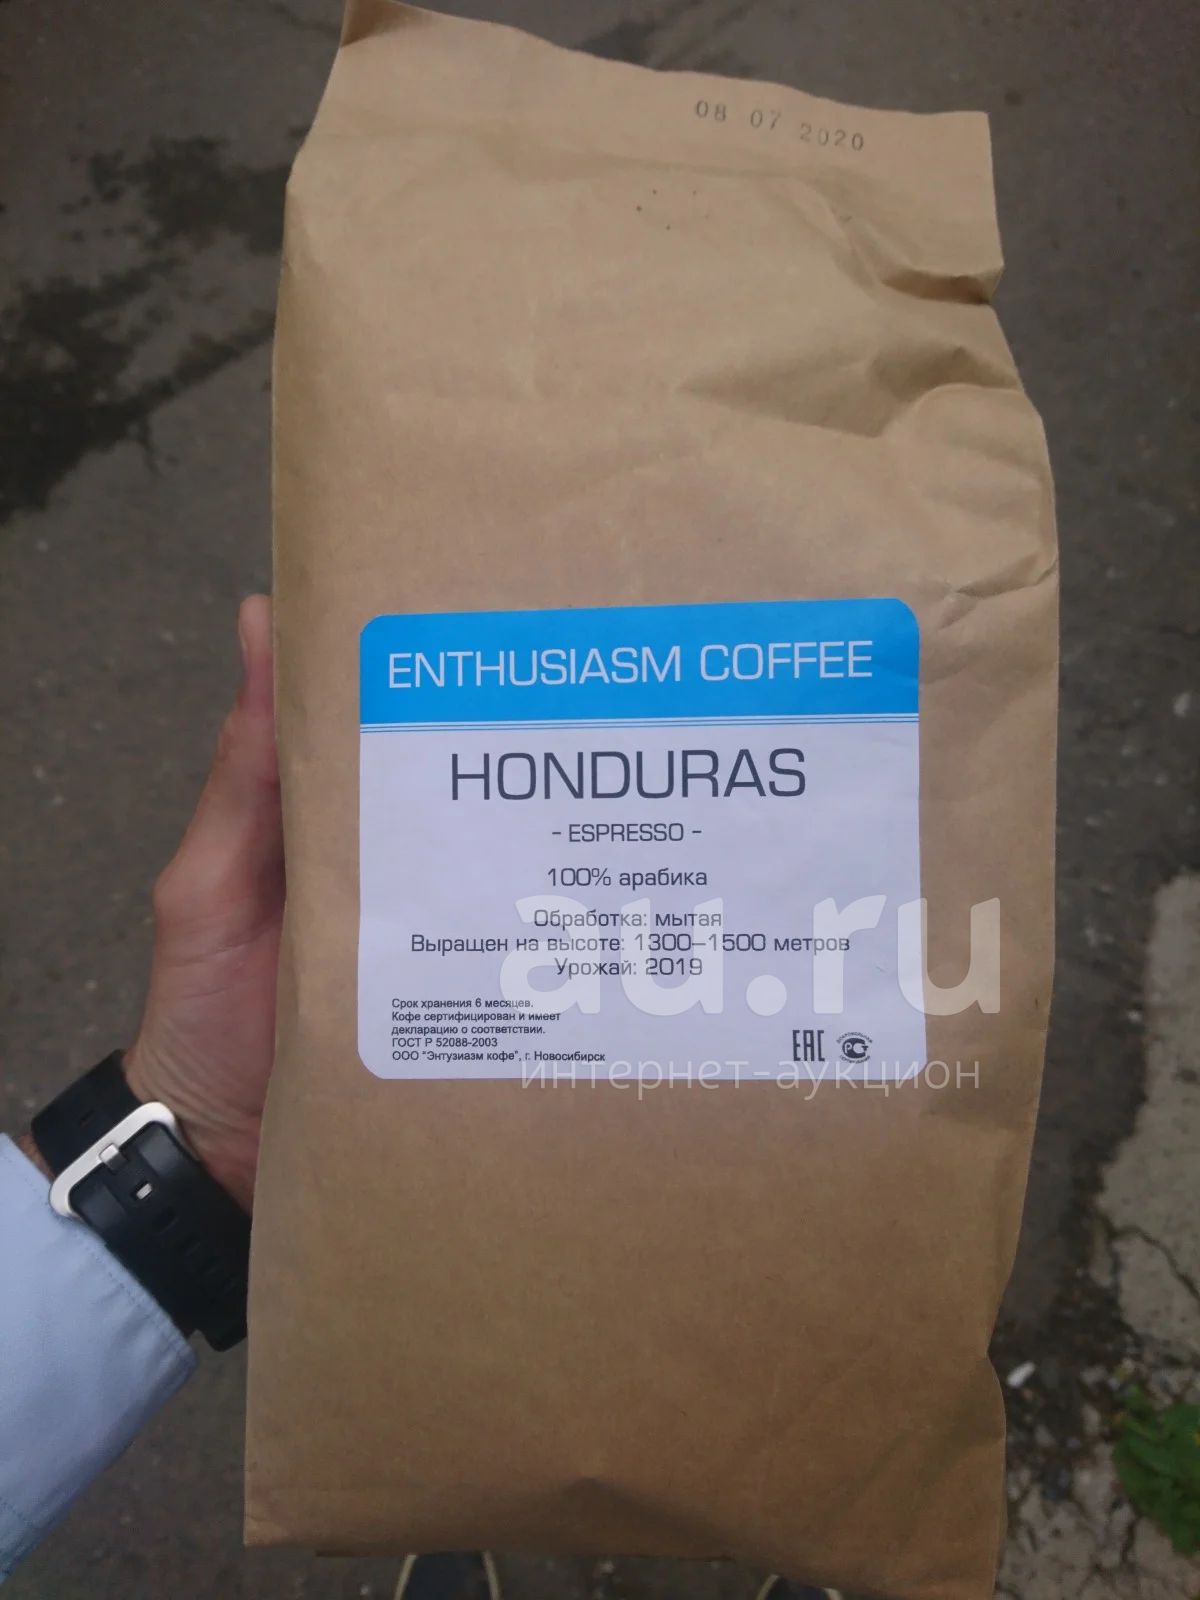 08 07 2020
ENTHUSIASM COFFEE
HONDURAS
- ESPRESSO -
100% арабика
Обработка: мытая
Выращен на высоте: 1300–1500 метров
Урожай: 2019
Срок хранения 6 месяцев.
Кофе сертифицирован и имеет
декларацию о соответствии.
ГОСТ Р 52088-2003
ООО "Энтузиазм кофе", г. Новосибирск
EAC
au.ru
интернет-аукцион